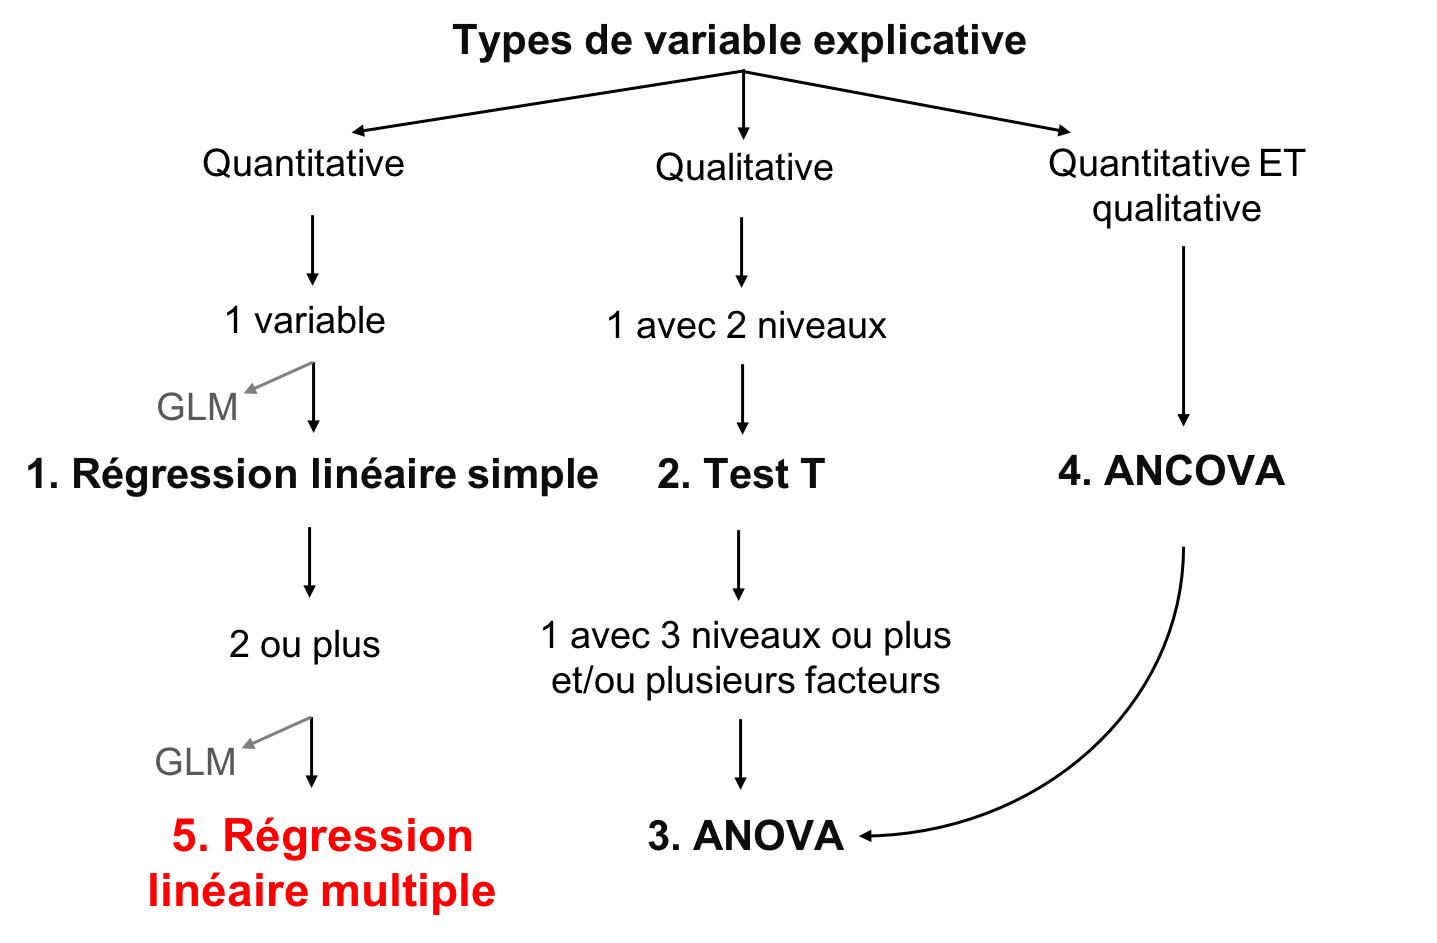 Types de variable explicative
Quantitative
Qualitative
Quantitative ET
qualitative
1 variable
1 avec 2 niveaux
GLM
1. Régression linéaire simple
2. Test T
4. ANCOVA
2 ou plus
1 avec 3 niveaux ou plus
et/ou plusieurs facteurs
GLM
5. Régression
linéaire multiple
3. ANOVA